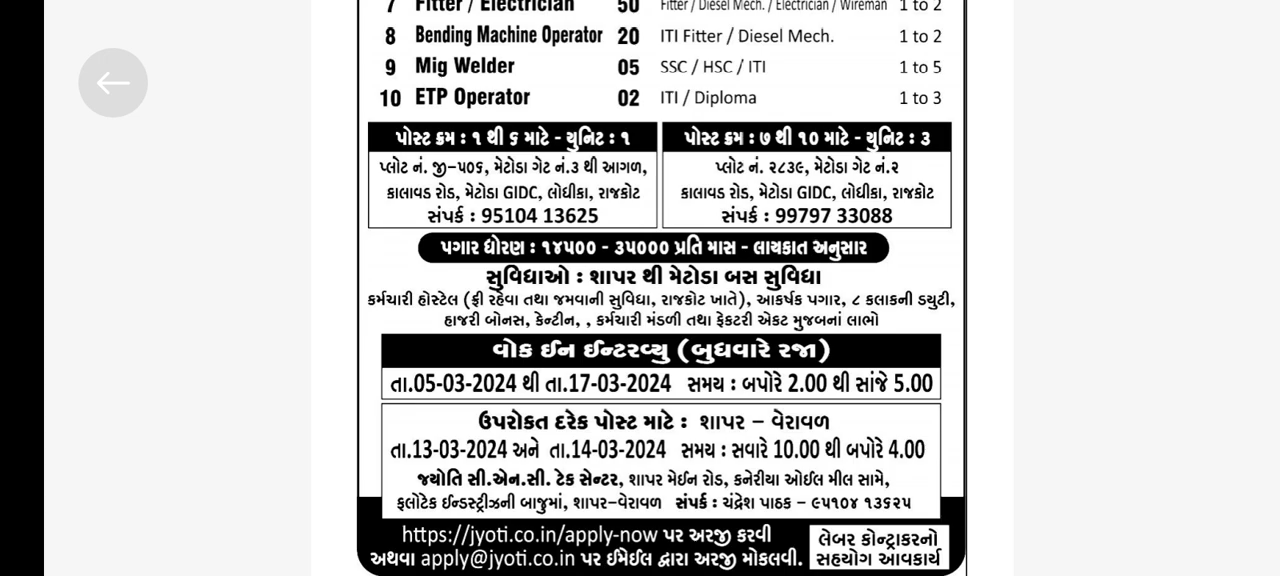 7 Fitter / Electrician 50 Fitter / Diesel Mech. / Electrician / Wireman 1 to 2
8 Bending Machine Operator 20 ITI Fitter / Diesel Mech. 1 to 2
9 Mig Welder 05 SSC / HSC / ITI 1 to 5
10 ETP Operator 02 ITI / Diploma 1 to 3
પોસ્ટ ક્રમ : ૧ થી ૬ માટે - યુનિટ : ૧
પ્લોટ નં. જી-૫૦૬, મેટોડા ગેટ નં.૩ થી આગળ,
કાલાવડ રોડ, મેટોડા GIDC, લોધીકા, રાજકોટ
સંપર્ક : 95104 13625
પોસ્ટ ક્રમ : ૭ થી ૧૦ માટે - યુનિટ : ૩
પ્લોટ નં. ૨૮૩૯, મેટોડા ગેટ નં.૨
કાલાવડ રોડ, મેટોડા GIDC, લોધીકા, રાજકોટ
સંપર્ક : 99797 33088
પગાર ધોરણ : ૧૪૫૦૦ - ૩૫૦૦૦ પ્રતિ માસ - લાયકાત અનુસાર
સુવિધાઓ : શાપર થી મેટોડા બસ સુવિધા
કર્મચારી હોસ્ટેલ (ફ્રી રહેવા તથા જમવાની સુવિધા, રાજકોટ ખાતે), આકર્ષક પગાર, ૮ કલાકની ડયુટી,
હાજરી બોનસ, કેન્ટીન, , કર્મચારી મંડળી તથા ફેકટરી એકટ મુજબનાં લાભો
વોક ઈન ઈન્ટરવ્યુ (બુધવારે રજા)
તા.05-03-2024 થી તા.17-03-2024 સમય : બપોરે 2.00 થી સાંજે 5.00
ઉપરોકત દરેક પોસ્ટ માટે : શાપર – વેરાવળ
તા.13-03-2024 અને તા.14-03-2024 સમય : સવારે 10.00 થી બપોરે 4.00
જયોતિ સી.એન.સી. ટેક સેન્ટર, શાપર મેઈન રોડ, કનેરીયા ઓઈલ મીલ સામે,
ફલોટેક ઈન્ડસ્ટ્રીઝની બાજુમાં, શાપર-વેરાવળ સંપર્ક : ચંદ્રેશ પાઠક – ૯૫૧૦૪ ૧૩૬૨૫
https://jyoti.co.in/apply-now પર અરજી કરવી
અથવા apply@jyoti.co.in પર ઈમેઈલ દ્વારા અરજી મોકલવી.
લેબર કોન્ટ્રાકરનો
સહયોગ આવકાર્ય